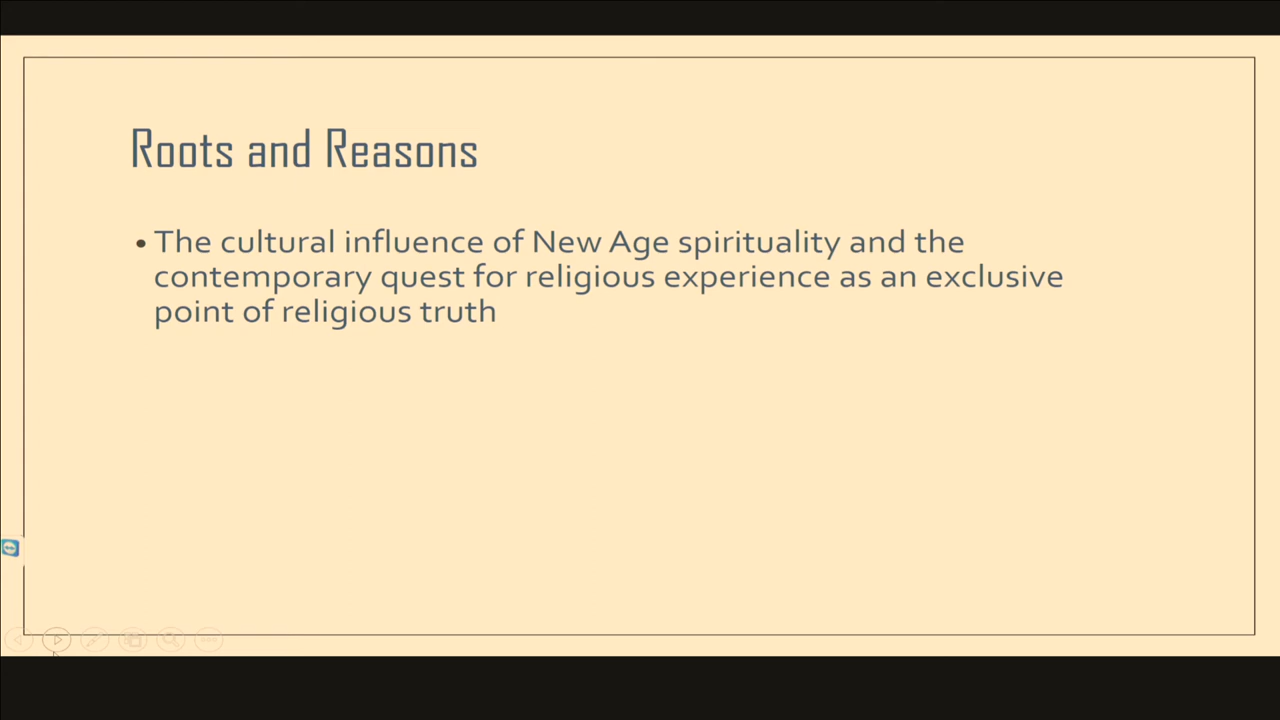 Roots and Reasons
• The cultural influence of New Age spirituality and the
contemporary quest for religious experience as an exclusive
point of religious truth